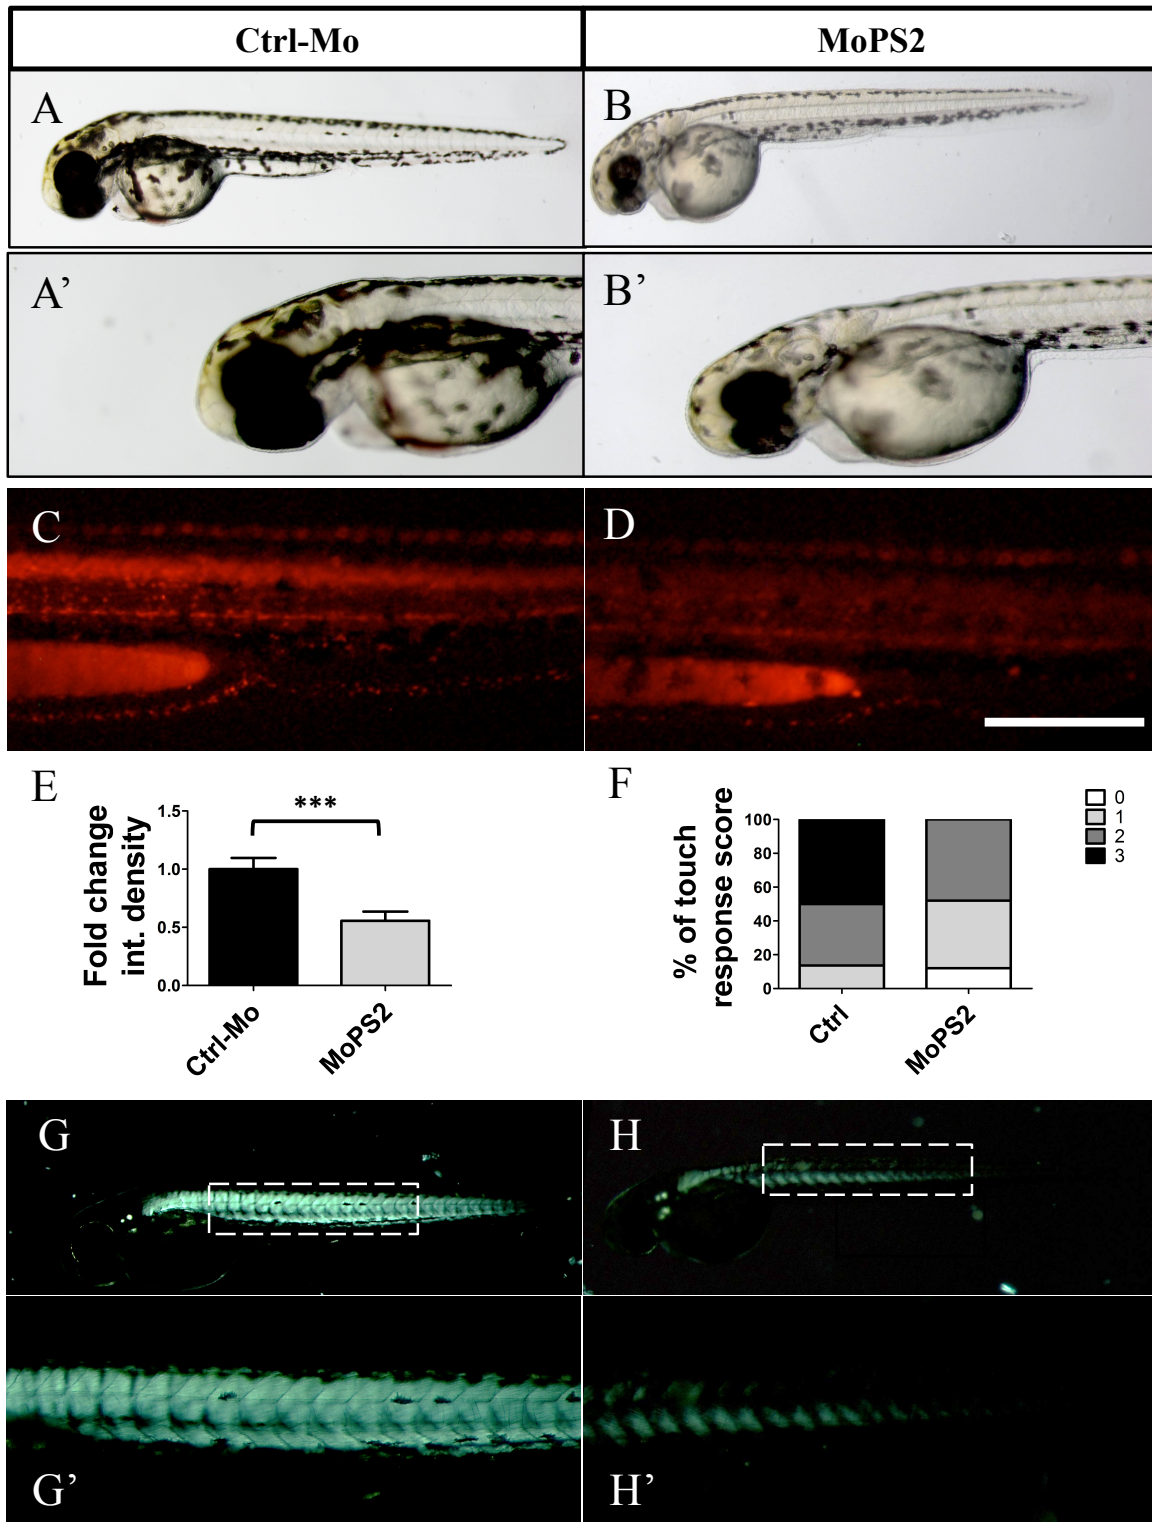 Ctrl-Mo MoPS2
A B
A’ B’
C D
E
Fold change
int. density
1.5
1.0
0.5
0.0
***
Ctrl-Mo
MoPS2
F
% of touch
response score
100
80
60
40
20
0
Ctrl
MoPS2
0
1
2
3
G H
G’ H’